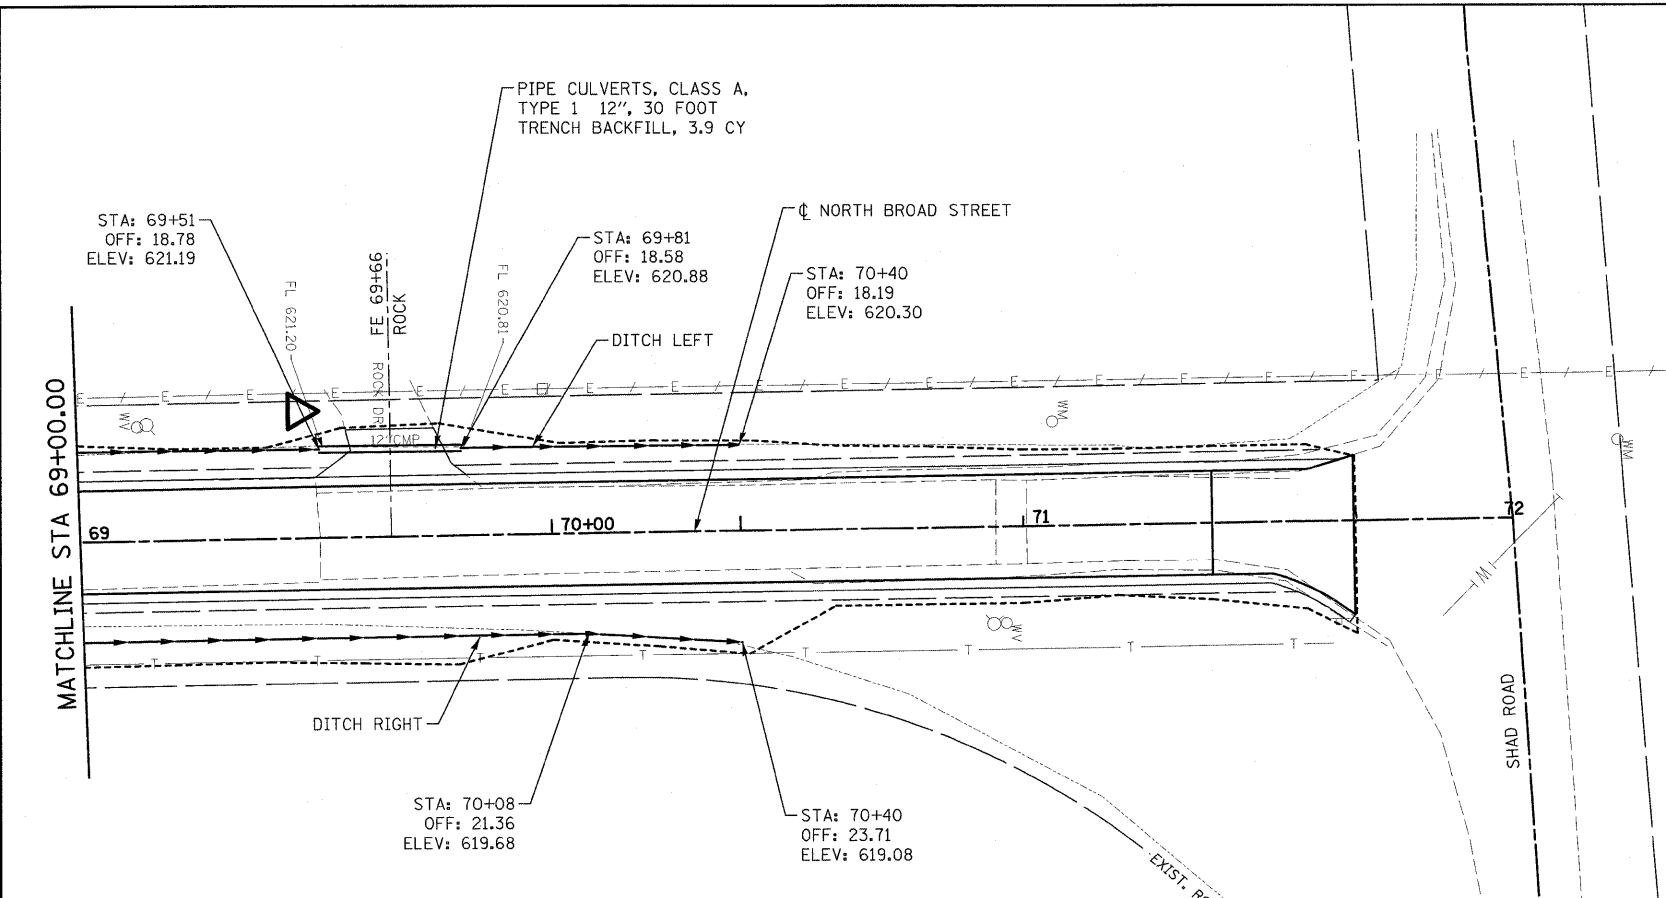 PIPE CULVERTS, CLASS A,
TYPE 1 12", 30 FOOT
TRENCH BACKFILL, 3.9 CY
STA: 69+51
OFF: 18.78
ELEV: 621.19
℄ NORTH BROAD STREET
STA: 69+81
OFF: 18.58
ELEV: 620.88
STA: 70+40
OFF: 18.19
ELEV: 620.30
FL 621.20
FE 69+66
ROCK
FL 620.81
DITCH LEFT
ROCK DR
12"CMP
E E E E E E E E E E E E E E E E E E E
WV
WM
WM
MATCHLINE STA 69+00.00
69
70+00
71
72
W
WV
T T T T T T T T
DITCH RIGHT
SHAD ROAD
STA: 70+08
OFF: 21.36
ELEV: 619.68
STA: 70+40
OFF: 23.71
ELEV: 619.08
EXIST.